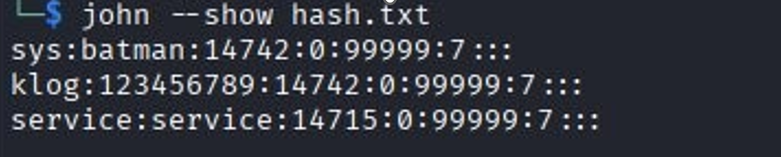 └─$ john --show hash.txt
sys:batman:14742:0:99999:7:::
klog:123456789:14742:0:99999:7:::
service:service:14715:0:99999:7:::